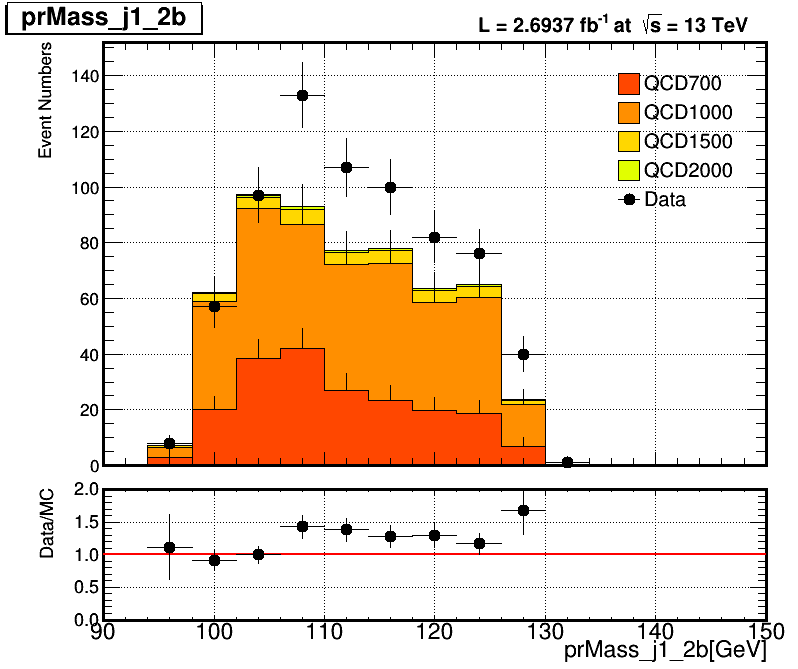 prMass_j1_2b
L = 2.6937 fb-1 at √s = 13 TeV
Event Numbers
140
120
100
80
60
40
20
0
QCD700
QCD1000
QCD1500
QCD2000
Data
Data/MC
2.0
1.5
1.0
0.5
0.0
90 100 110 120 130 140 150
prMass_j1_2b[GeV]